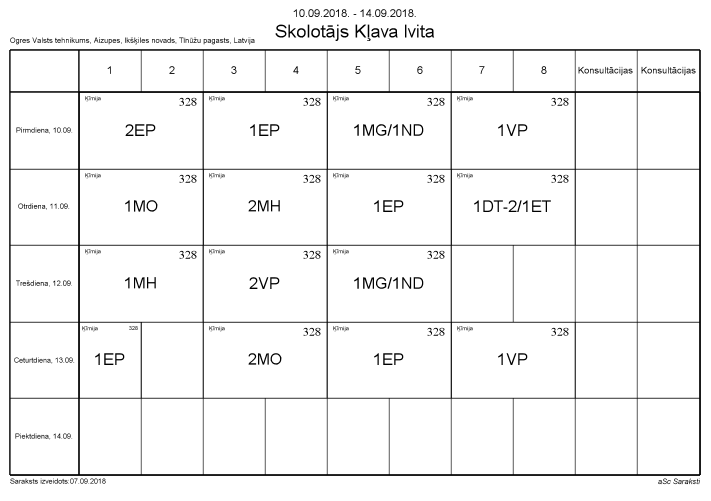 10.09.2018. - 14.09.2018.
Skolotājs Kļava Ivita
Ogres Valsts tehnikums, Aizupes, Ikšķiles novads, Tīnūžu pagasts, Latvija
1 2 3 4 5 6 7 8 Konsultācijas Konsultācijas
Ķīmija 328 Ķīmija 328 Ķīmija 328 Ķīmija 328
Pirmdiena, 10.09. 2EP 1EP 1MG/1ND 1VP
Ķīmija 328 Ķīmija 328 Ķīmija 328 Ķīmija 328
Otrdiena, 11.09. 1MO 2MH 1EP 1DT-2/1ET
Ķīmija 328 Ķīmija 328 Ķīmija 328
Trešdiena, 12.09. 1MH 2VP 1MG/1ND
Ķīmija 328 Ķīmija 328 Ķīmija 328 Ķīmija 328
Ceturtdiena, 13.09. 1EP 2MO 1EP 1VP
Piektdiena, 14.09.
Saraksts izveidots:07.09.2018 aSc Saraksti